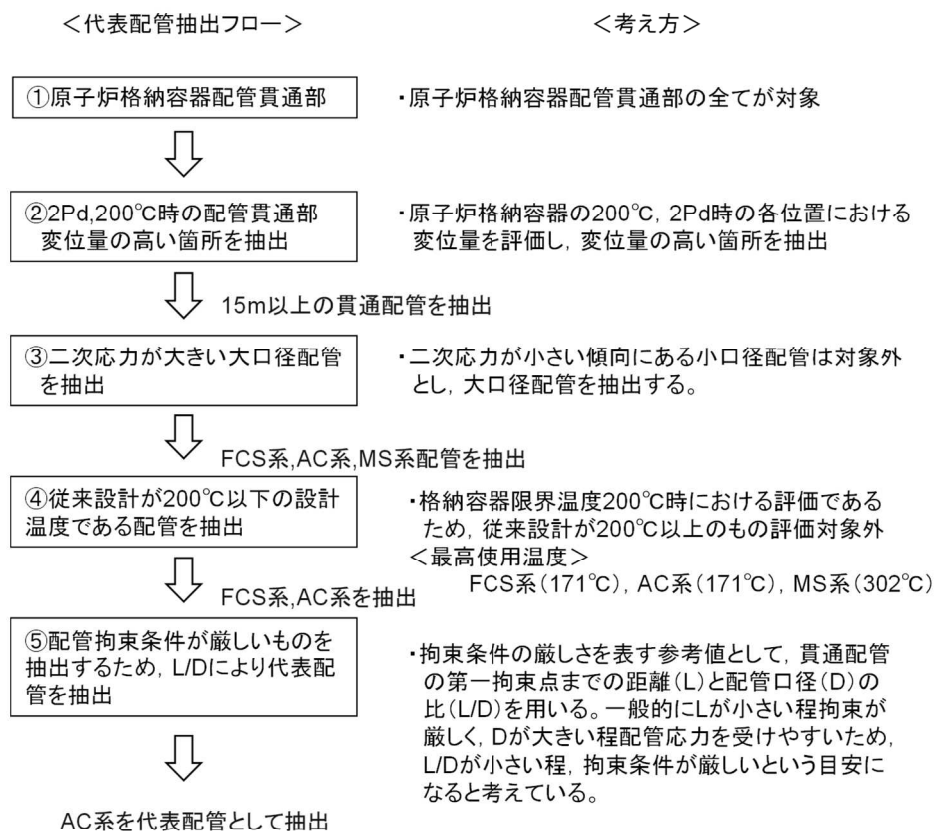 ＜代表配管抽出フロー＞
＜考え方＞
①原子炉格納容器配管貫通部
・原子炉格納容器配管貫通部の全てが対象
②2Pd,200℃時の配管貫通部
変位量の高い箇所を抽出
・原子炉格納容器の200℃，2Pd時の各位置における
変位量を評価し，変位量の高い箇所を抽出
15m以上の貫通配管を抽出
③二次応力が大きい大口径配管
を抽出
・二次応力が小さい傾向にある小口径配管は対象外
とし，大口径配管を抽出する。
FCS系,AC系,MS系配管を抽出
④従来設計が200℃以下の設計
温度である配管を抽出
・格納容器限界温度200℃時における評価である
ため，従来設計が200℃以上のもの評価対象外
＜最高使用温度＞
FCS系（171℃），AC系（171℃），MS系（302℃）
FCS系,AC系を抽出
⑤配管拘束条件が厳しいものを
抽出するため，L/Dにより代表配
管を抽出
・拘束条件の厳しさを表す参考値として，貫通配管
の第一拘束点までの距離（L）と配管口径（D）の
比（L/D）を用いる。一般的にLが小さい程拘束が
厳しく，Dが大きい程配管応力を受けやすいため，
L/Dが小さい程，拘束条件が厳しいという目安に
なると考えている。
AC系を代表配管として抽出